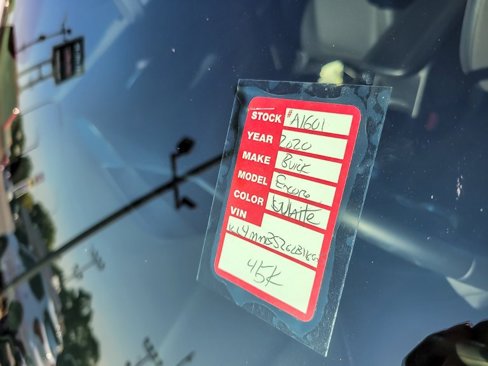 STOCK # A1601
YEAR 2020
MAKE Buick
MODEL Encore
COLOR White
VIN
45K